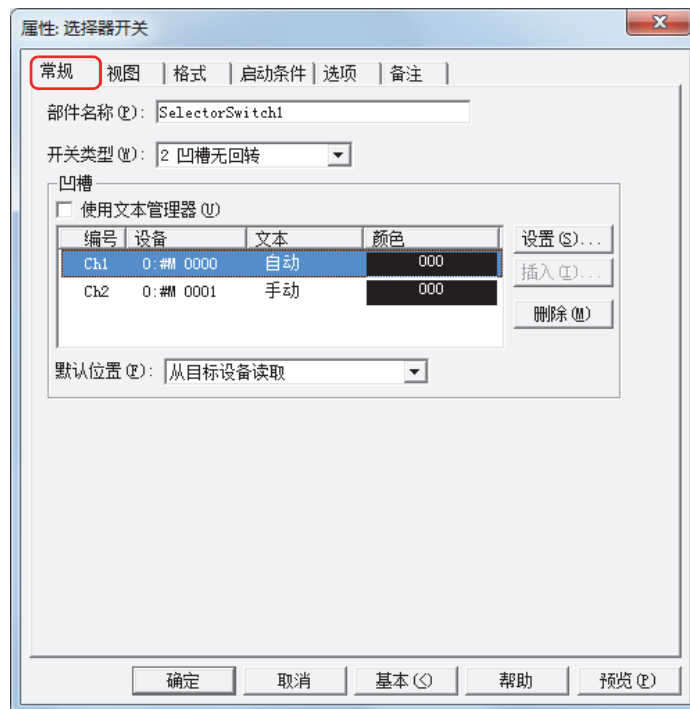 属性: 选择器开关
常规 视图 格式 启动条件 选项 备注
部件名称(P): SelectorSwitch1
开关类型(W): 2 凹槽无回转
凹槽
使用文本管理器(U)
编号 设备 文本 颜色
Ch1 0:#M 0000 自动 000
Ch2 0:#M 0001 手动 000
设置(S)...
插入(I)...
删除(M)
默认位置(F): 从目标设备读取
确定 取消 基本(<) 帮助 预览(P)